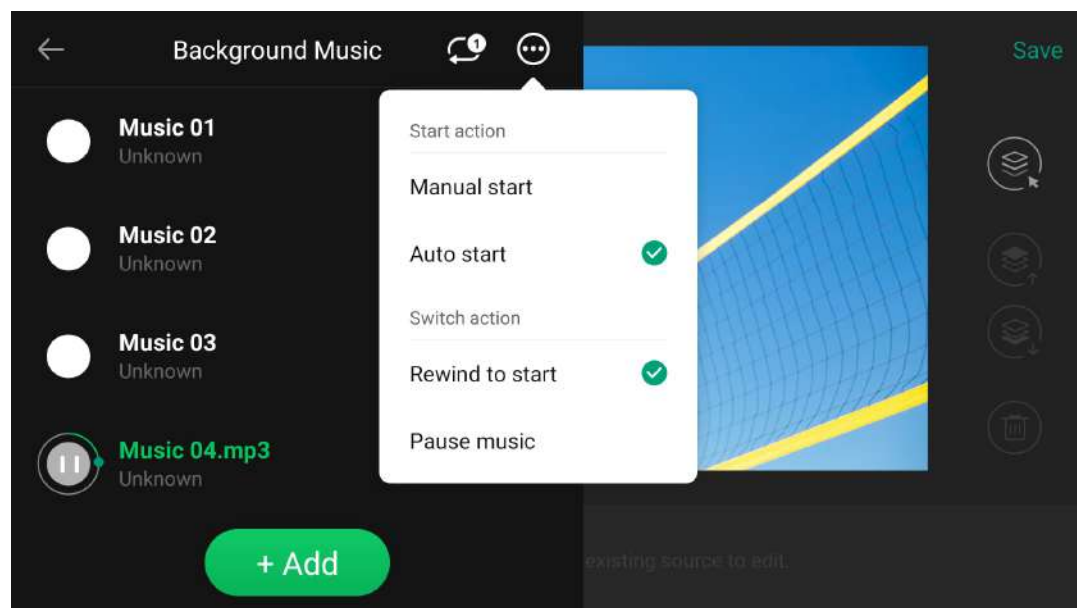 Background Music
1
Save
Music 01
Unknown
Music 02
Unknown
Music 03
Unknown
Music 04.mp3
Unknown
+ Add
Start action
Manual start
Auto start
Switch action
Rewind to start
Pause music
existing source to edit.